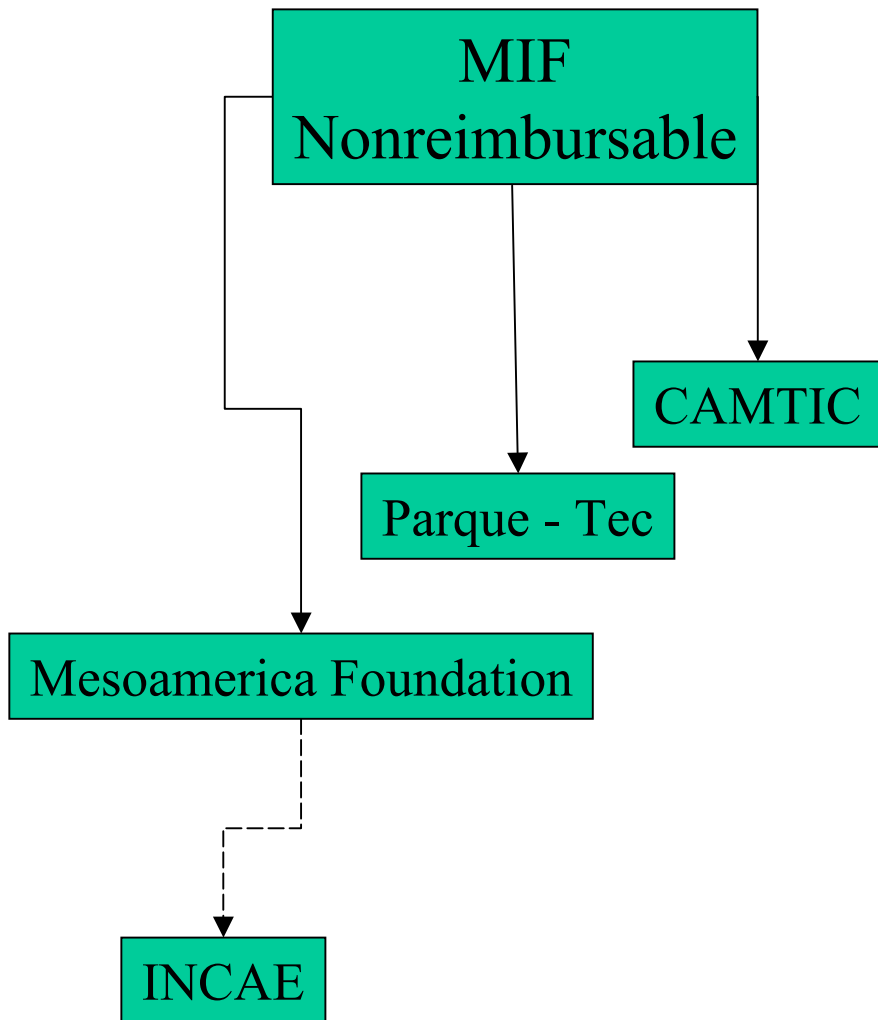 MIF
Nonreimbursable
CAMTIC
Parque - Tec
Mesoamerica Foundation
INCAE